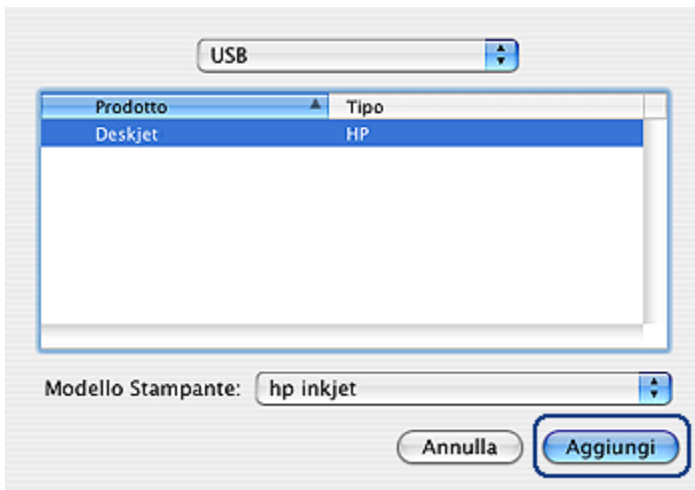 USB
Prodotto Tipo
Deskjet HP
Modello Stampante: hp inkjet
Annulla Aggiungi